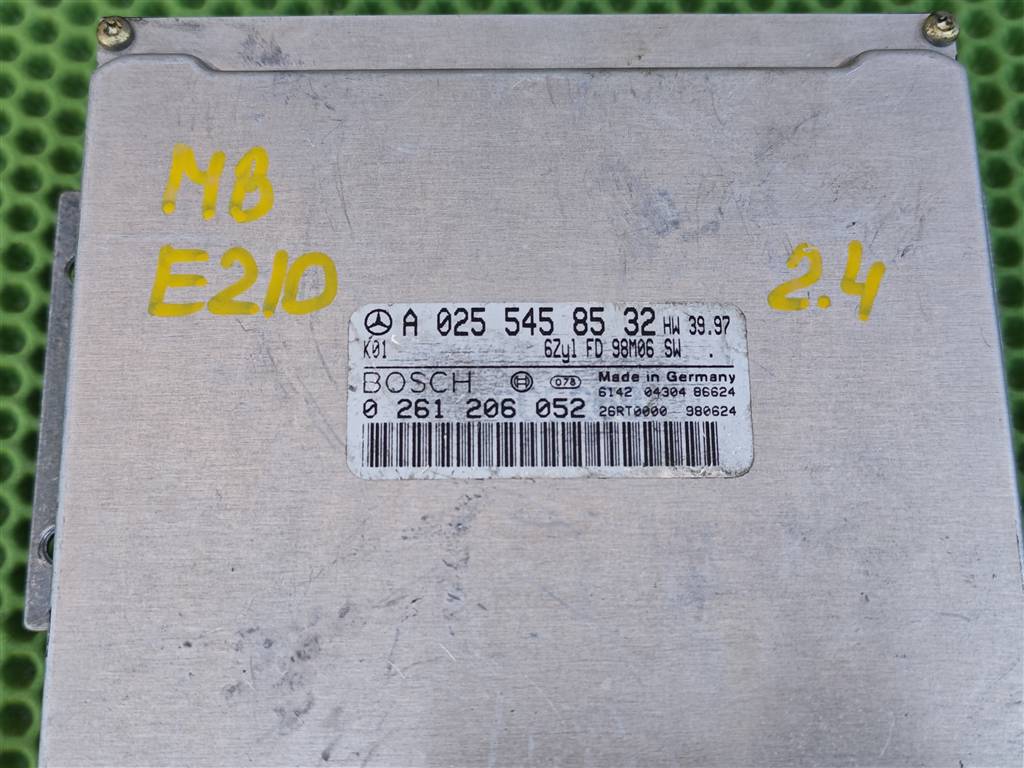 MB
E210
2.4
A 025 545 85 32 HW 39.97
K01 6Zyl FD 98M06 SW .
BOSCH 078 Made in Germany
6142 04304 86624
0 261 206 052 26RT0000 980624